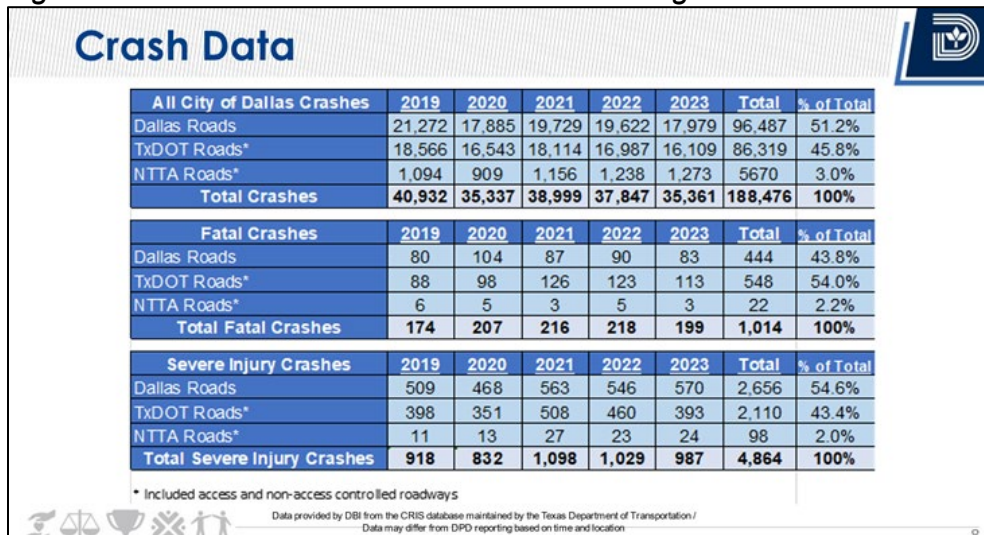 Crash Data
All City of Dallas Crashes 2019 2020 2021 2022 2023 Total % of Total
Dallas Roads 21,272 17,885 19,729 19,622 17,979 96,487 51.2%
TxDOT Roads* 18,566 16,543 18,114 16,987 16,109 86,319 45.8%
NTTA Roads* 1,094 909 1,156 1,238 1,273 5670 3.0%
Total Crashes 40,932 35,337 38,999 37,847 35,361 188,476 100%
Fatal Crashes 2019 2020 2021 2022 2023 Total % of Total
Dallas Roads 80 104 87 90 83 444 43.8%
TxDOT Roads* 88 98 126 123 113 548 54.0%
NTTA Roads* 6 5 3 5 3 22 2.2%
Total Fatal Crashes 174 207 216 218 199 1,014 100%
Severe Injury Crashes 2019 2020 2021 2022 2023 Total % of Total
Dallas Roads 509 468 563 546 570 2,656 54.6%
TxDOT Roads* 398 351 508 460 393 2,110 43.4%
NTTA Roads* 11 13 27 23 24 98 2.0%
Total Severe Injury Crashes 918 832 1,098 1,029 987 4,864 100%
* Included access and non-access controlled roadways
Data provided by DBI from the CRIS database maintained by the Texas Department of Transportation /
Data may differ from DPD reporting based on time and location